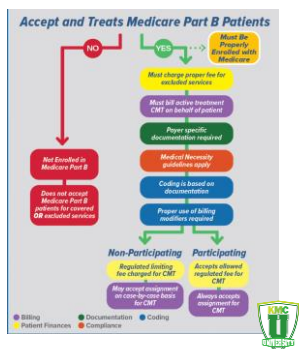 Accept and Treats Medicare Part B Patients
NO
YES
Must Be
Properly
Enrolled with
Medicare
Must charge proper fee for
excluded services
Must bill active treatment
CMT on behalf of patient
Payer specific
documentation required
Medical Necessity
guidelines apply
Coding is based on
documentation
Proper use of billing
modifiers required
Not Enrolled in
Medicare Part B
Does not accept
Medicare Part B
patients for covered
OR excluded services
Non-Participating
Participating
Regulated limiting
fee charged for CMT
Accepts allowed
regulated fee for CMT
May accept assignment
on case-by-case basis
for CMT
Always accepts
assignment for CMT
Billing
Documentation
Coding
Patient Finances
Compliance
KMC
U